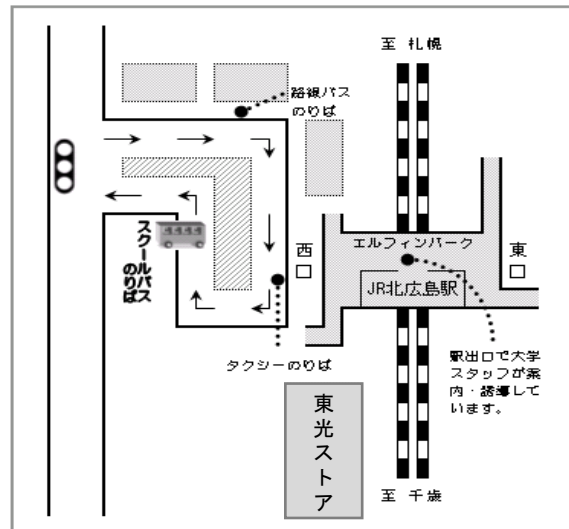 至 札幌
路線バス
のりば
エルフィンパーク
西
口
東
口
JR北広島駅
スクールバス
のりば
タクシーのりば
駅出口で大学
スタッフが案
内・誘導して
います。
東光ストア
至 千歳